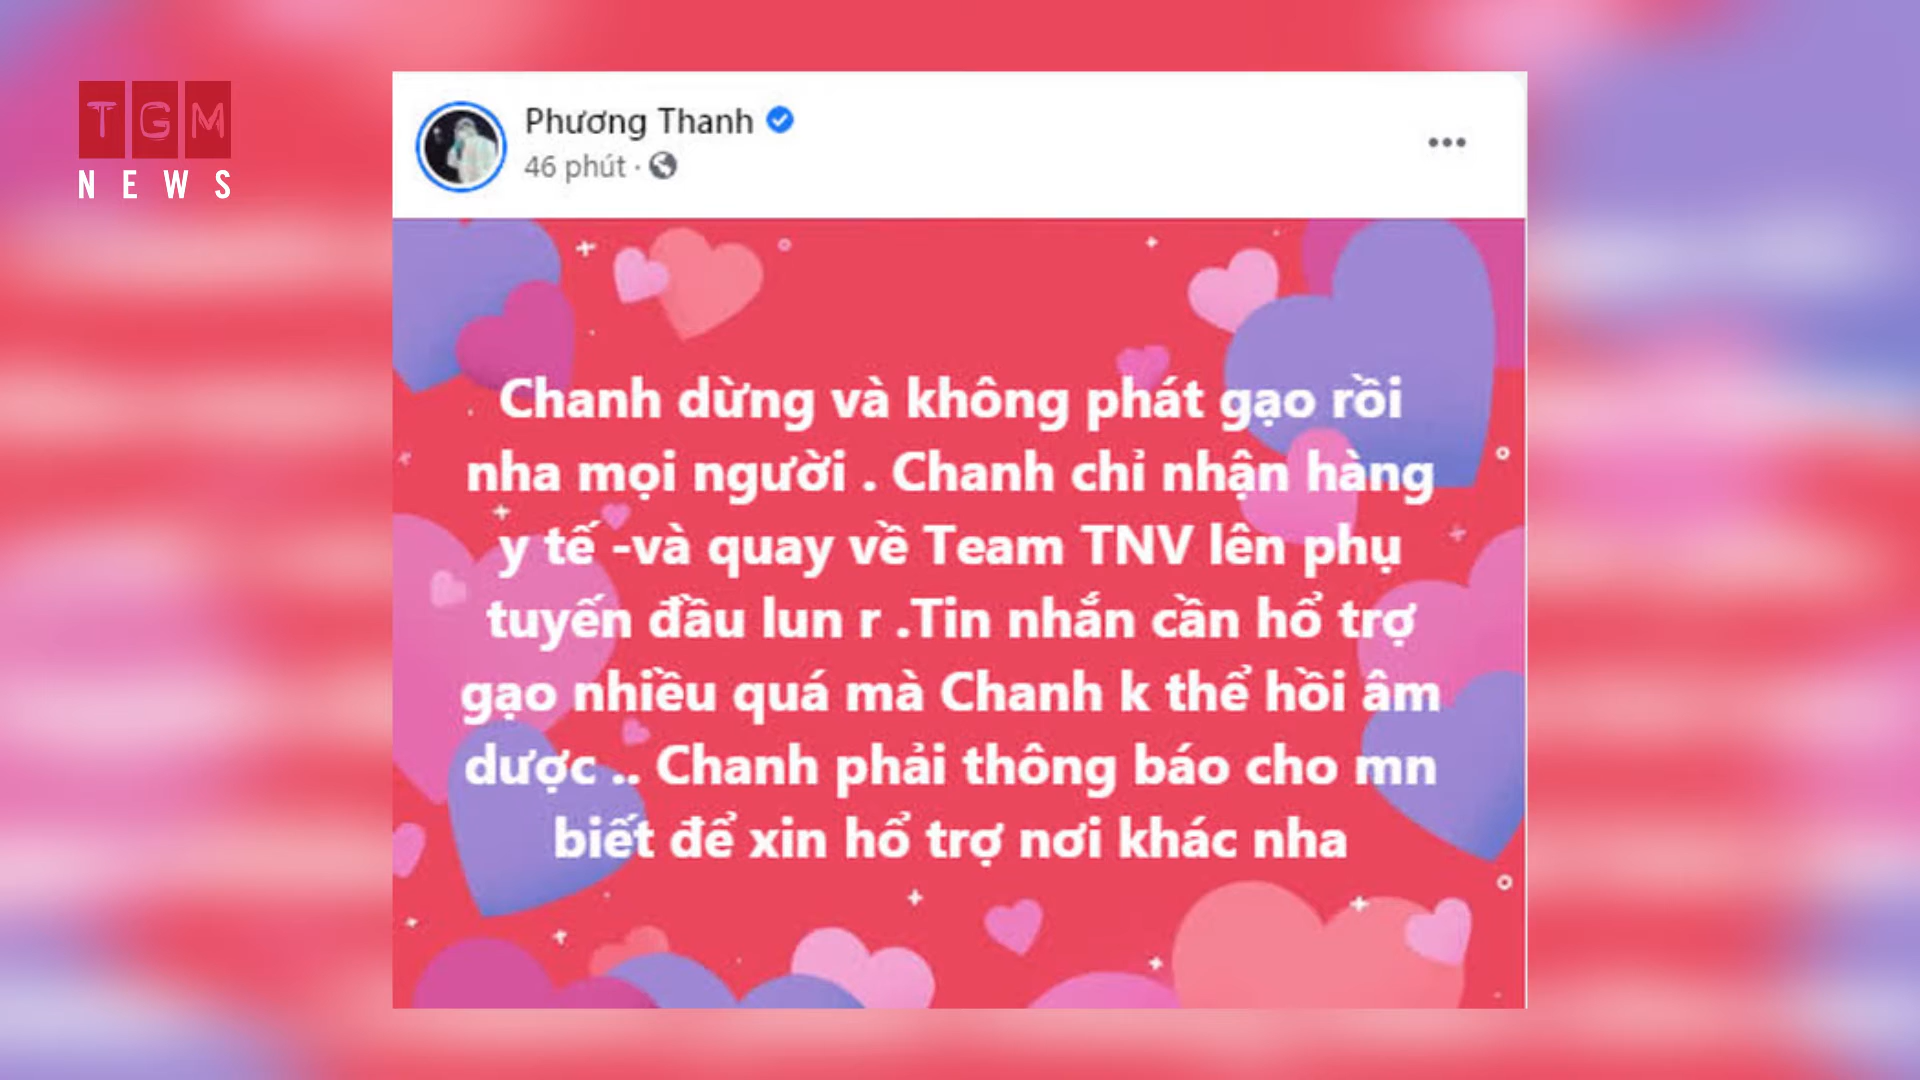 TGM
NEWS
Phương Thanh
46 phút ·
Chanh dừng và không phát gạo rồi
nha mọi người . Chanh chỉ nhận hàng
y tế -và quay về Team TNV lên phụ
tuyến đầu lun r .Tin nhắn cần hổ trợ
gạo nhiều quá mà Chanh k thể hồi âm
dược .. Chanh phải thông báo cho mn
biết để xin hổ trợ nơi khác nha